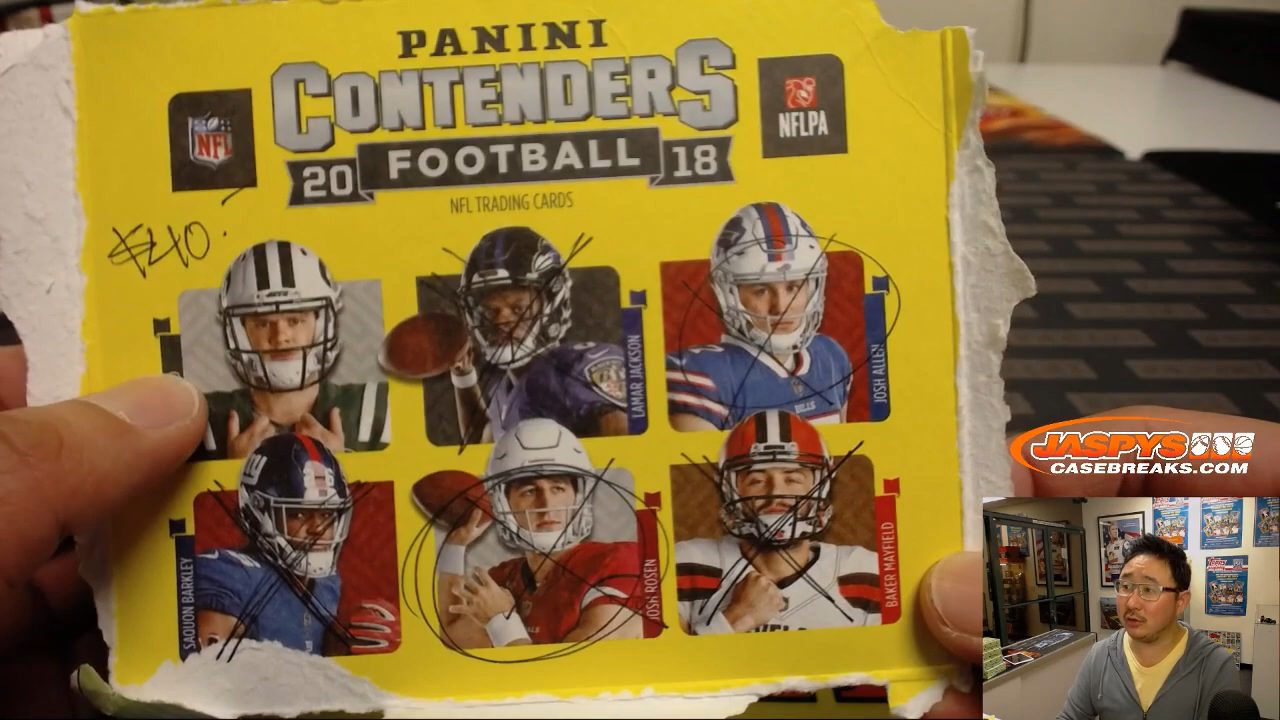 PANINI
CONTENDERS
20 FOOTBALL 18
NFL TRADING CARDS
NFL
NFLPA
$40.
LAMAR JACKSON
JOSH ALLEN
SAQUON BARKLEY
JOSH ROSEN
BAKER MAYFIELD
JASPYS
CASEBREAKS.COM